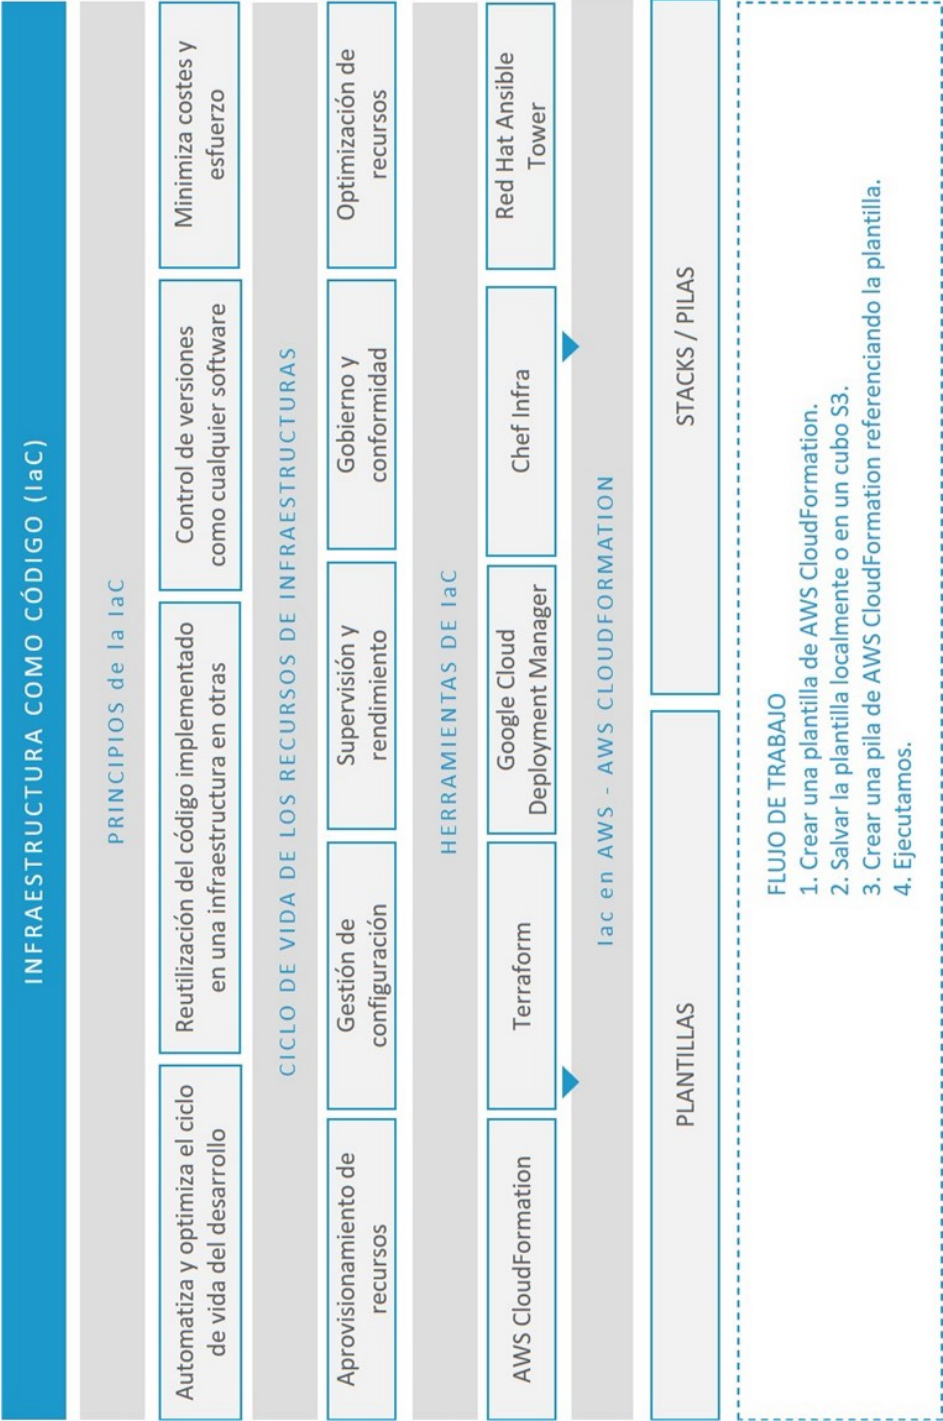 INFRAESTRUCTURA COMO CÓDIGO (IaC)
PRINCIPIOS de la IaC
Automatiza y optimiza el ciclo
de vida del desarrollo
Reutilización del código implementado
en una infraestructura en otras
Control de versiones
como cualquier software
Minimiza costes y
esfuerzo
CICLO DE VIDA DE LOS RECURSOS DE INFRAESTRUCTURAS
Aprovisionamiento de
recursos
Gestión de
configuración
Supervisión y
rendimiento
Gobierno y
conformidad
Optimización de
recursos
HERRAMIENTAS DE IaC
AWS CloudFormation
Terraform
Google Cloud
Deployment Manager
Chef Infra
Red Hat Ansible
Tower
Iac en AWS - AWS CLOUDFORMATION
PLANTILLAS
STACKS / PILAS
FLUJO DE TRABAJO
1. Crear una plantilla de AWS CloudFormation.
2. Salvar la plantilla localmente o en un cubo S3.
3. Crear una pila de AWS CloudFormation referenciando la plantilla.
4. Ejecutamos.